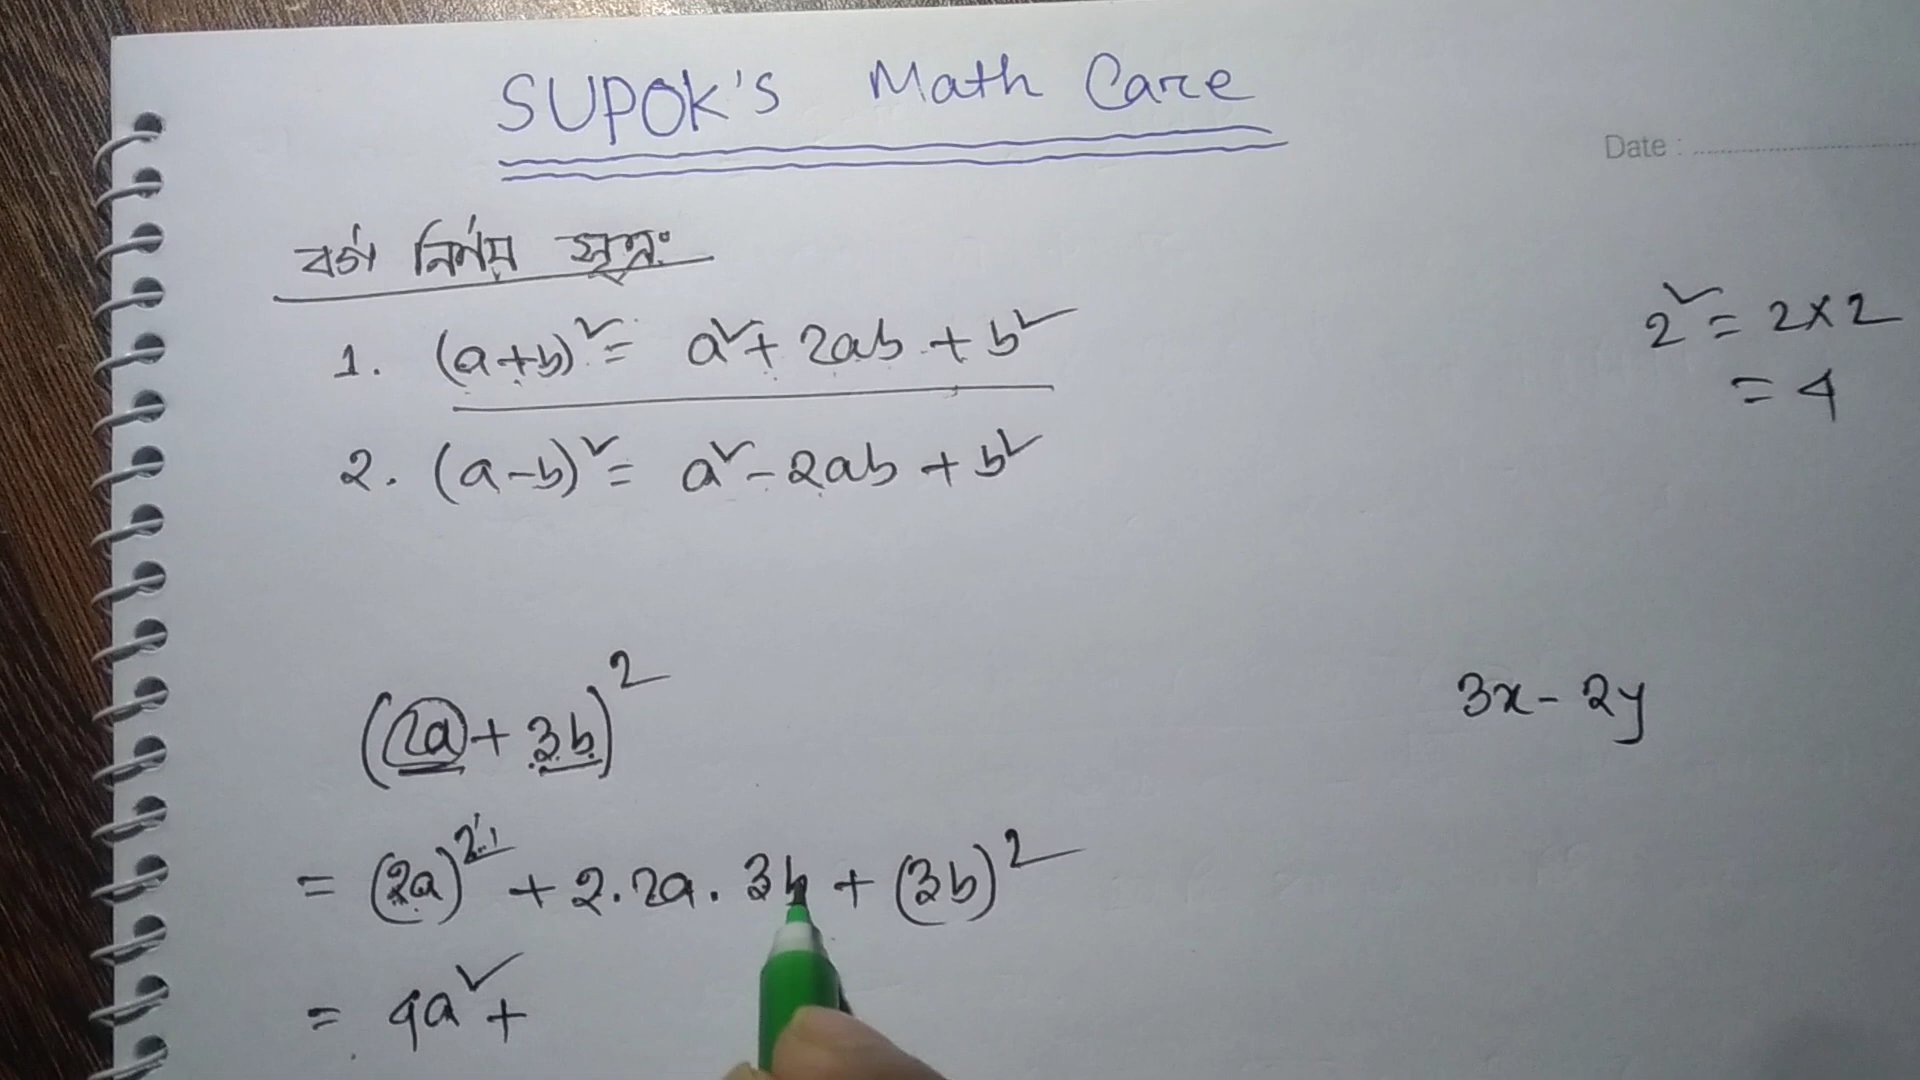 SUPOK's Math Care
Date :
বর্গ নির্ণয় সূত্রঃ
1. (a+b)² = a² + 2ab + b²
2² = 2×2
= 4
2. (a-b)² = a² - 2ab + b²
(2a + 3b)²
3x - 2y
= (2a)² + 2.2a.3b + (3b)²
= 4a² +